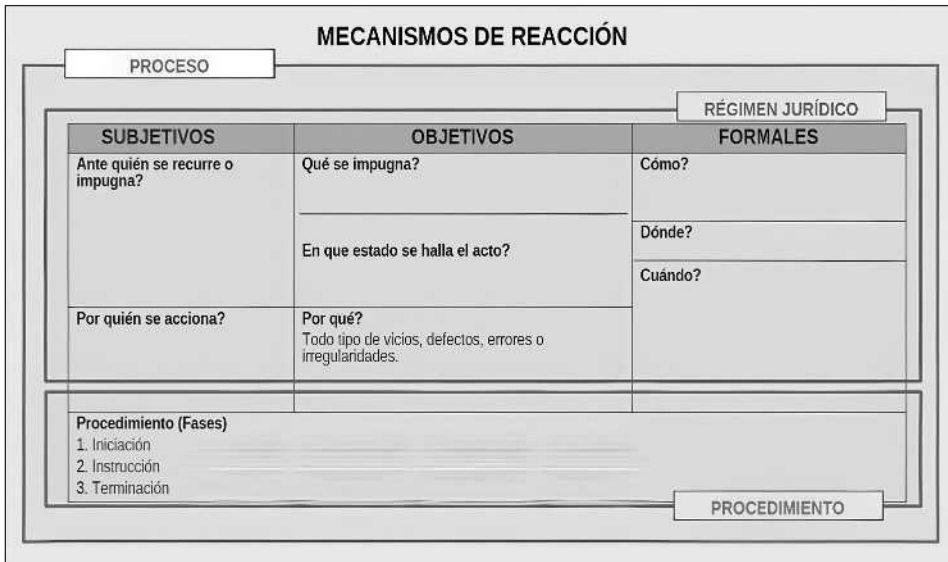 MECANISMOS DE REACCIÓN
PROCESO
RÉGIMEN JURÍDICO
SUBJETIVOS
OBJETIVOS
FORMALES
Ante quién se recurre o
impugna?
Qué se impugna?
Cómo?
Dónde?
En que estado se halla el acto?
Cuándo?
Por quién se acciona?
Por qué?
Todo tipo de vicios, defectos, errores o
irregularidades.
Procedimiento (Fases)
1. Iniciación
2. Instrucción
3. Terminación
PROCEDIMIENTO